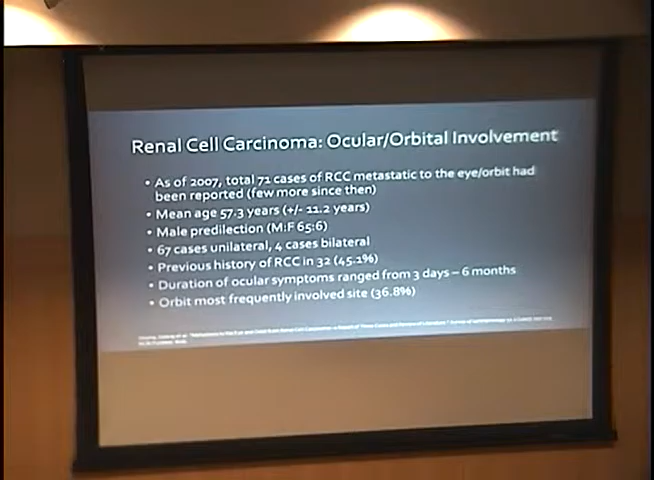 Renal Cell Carcinoma: Ocular/Orbital Involvement
• As of 2007, total 71 cases of RCC metastatic to the eye/orbit had
been reported (few more since then)
• Mean age 57.3 years (+/- 11.2 years)
• Male predilection (M:F 65:6)
• 67 cases unilateral, 4 cases bilateral
• Previous history of RCC in 32 (45.1%)
• Duration of ocular symptoms ranged from 3 days – 6 months
• Orbit most frequently involved site (36.8%)